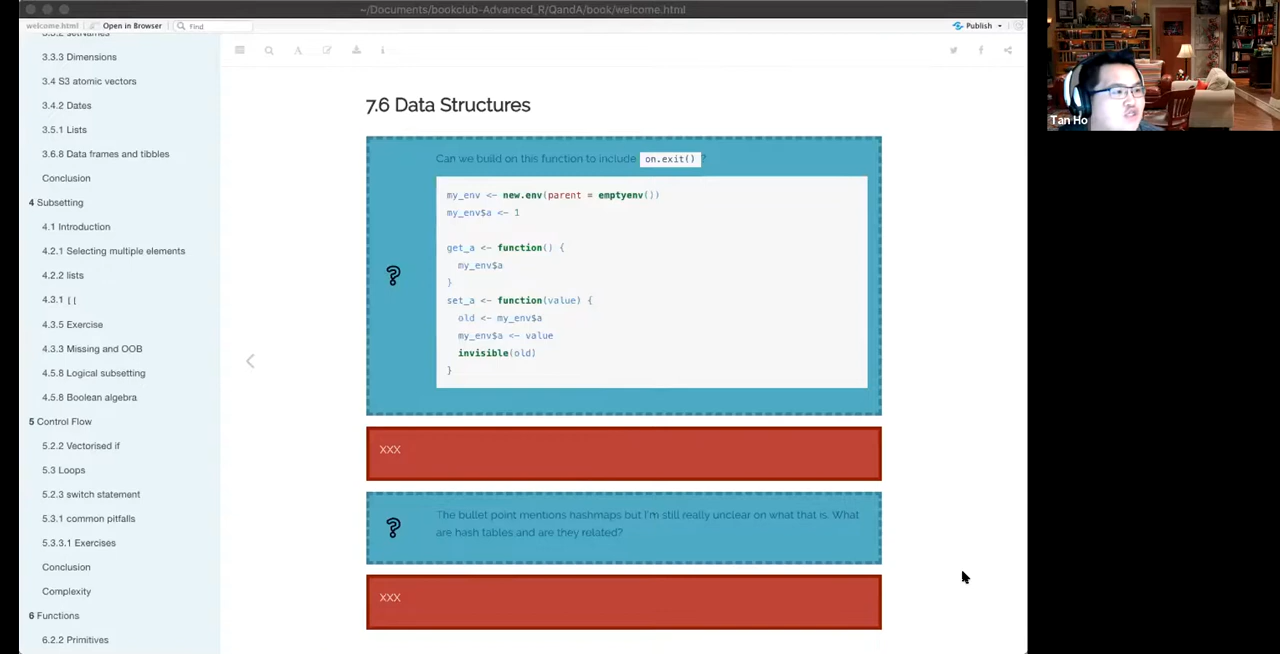 ~/Documents/bookclub-Advanced_R/QandA/book/welcome.html
welcome.html Open in Browser Find Publish
3.3.2 setNames
3.3.3 Dimensions
3.4 S3 atomic vectors
3.4.2 Dates
3.5.1 Lists
3.6.8 Data frames and tibbles
Conclusion
4 Subsetting
4.1 Introduction
4.2.1 Selecting multiple elements
4.2.2 lists
4.3.1 [[
4.3.5 Exercise
4.3.3 Missing and OOB
4.5.8 Logical subsetting
4.5.8 Boolean algebra
5 Control Flow
5.2.2 Vectorised if
5.3 Loops
5.2.3 switch statement
5.3.1 common pitfalls
5.3.3.1 Exercises
Conclusion
Complexity
6 Functions
6.2.2 Primitives
7.6 Data Structures
Can we build on this function to include on.exit() ?
my_env <- new.env(parent = emptyenv())
my_env$a <- 1
get_a <- function() {
my_env$a
}
set_a <- function(value) {
old <- my_env$a
my_env$a <- value
invisible(old)
}
XXX
The bullet point mentions hashmaps but I'm still really unclear on what that is. What
are hash tables and are they related?
XXX
Tan Ho